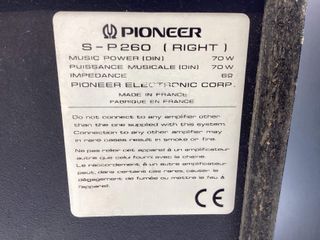 PIONEER
S-P260 (RIGHT)
MUSIC POWER (DIN) 70W
PUISSANCE MUSICALE (DIN) 70W
IMPEDANCE 6Ω
PIONEER ELECTRONIC CORP.
MADE IN FRANCE
FABRIQUE EN FRANCE
Do not connect to any amplifier other
than the one supplied with this system.
Connection to any other amplifier may
in rare cases result in smoke or fire.
Ne pas relier cet appareil à un amplificateur
autre que celui fourni avec la chaîne.
Le raccordement à un autre amplificateur
peut, dans certains cas rares, causer le
dégagement de fumée ou mettre le feu à
l'appareil.
CE